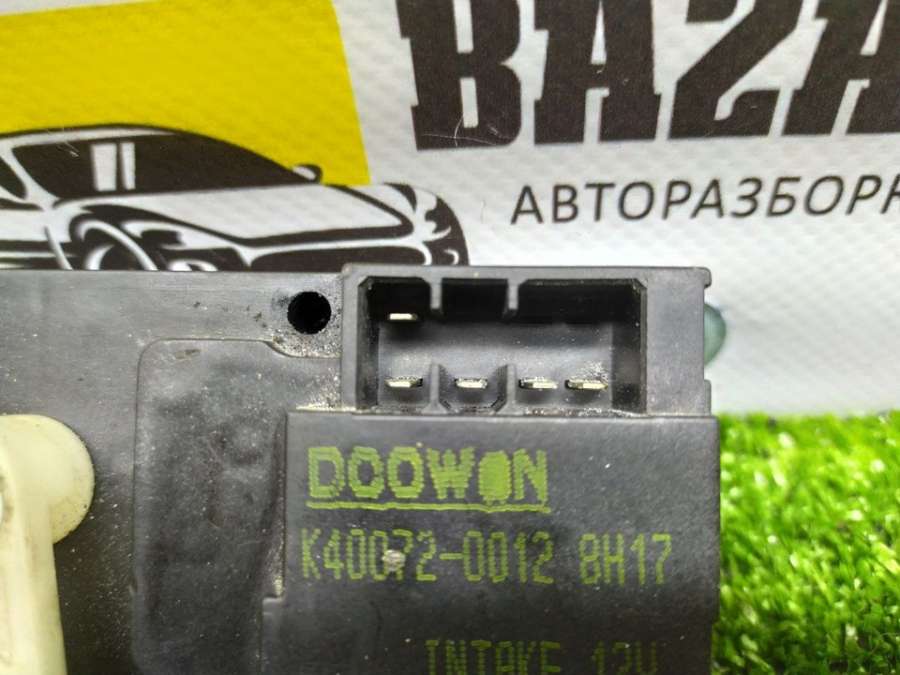 BAZA
АВТОРАЗБОРК
DOOWON
K40072-0012 8H17
INTAKE 12V